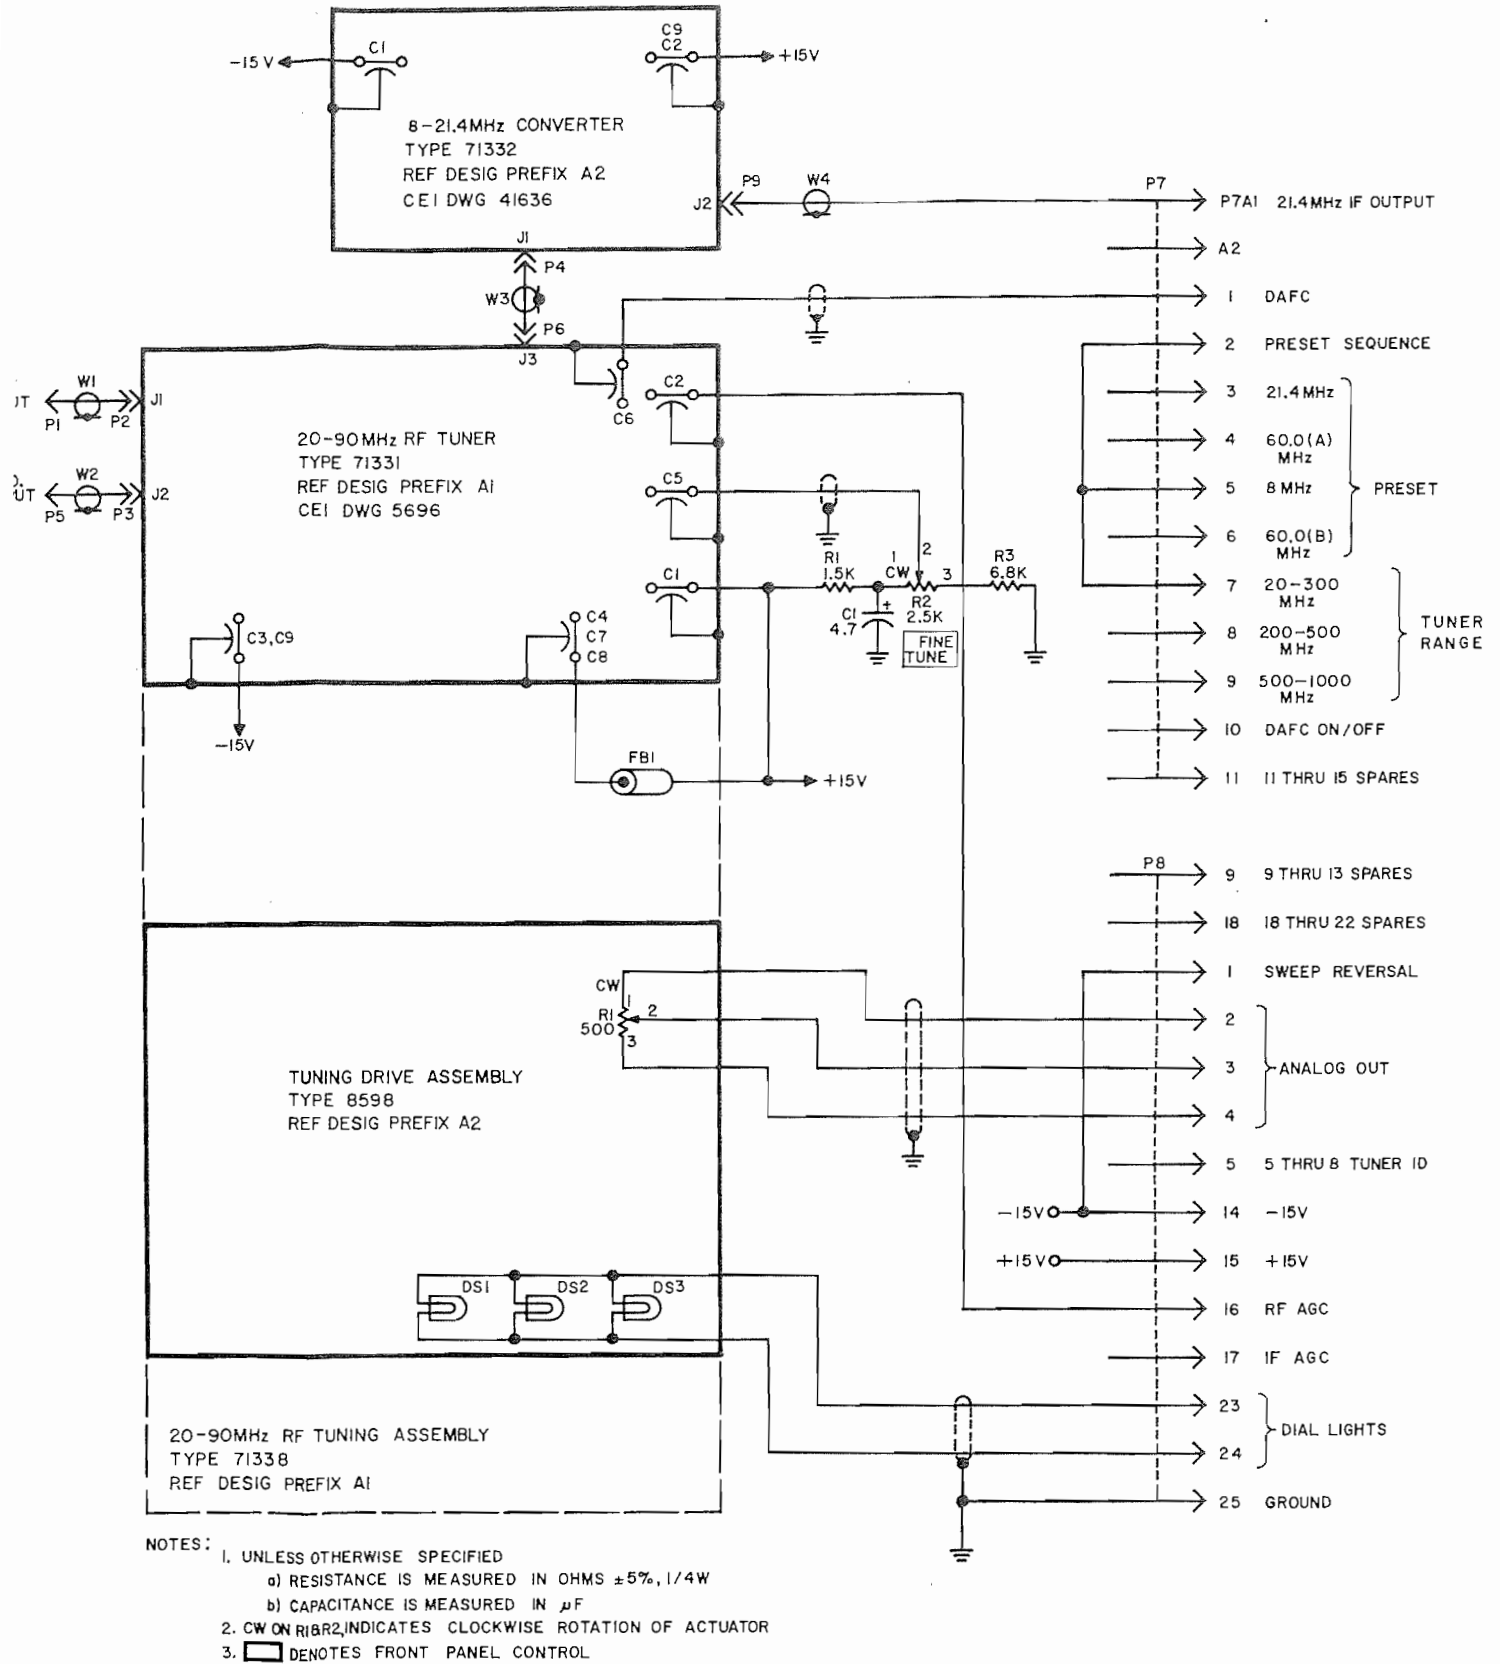 C1
-15V
C9
C2
+15V
8-21.4MHz CONVERTER
TYPE 71332
REF DESIG PREFIX A2
CEI DWG 41636
J2
P9
W4
P7
P7A1 21.4MHz IF OUTPUT
A2
J1
P4
W3
P6
J3
1 DAFC
2 PRESET SEQUENCE
3 21.4MHz
4 60.0(A)
MHz
5 8MHz
6 60.0(B)
MHz
PRESET
7 20-300
MHz
8 200-500
MHz
9 500-1000
MHz
TUNER
RANGE
10 DAFC ON/OFF
11 11 THRU 15 SPARES
UT
W1
P1
P2
J1
UT
W2
P5
P3
J2
20-90MHz RF TUNER
TYPE 71331
REF DESIG PREFIX A1
CEI DWG 5696
C6
C2
C5
C1
C3,C9
-15V
C4
C7
C8
FB1
+15V
R1
1.5K
C1
4.7
+
1
CW
2
3
R2
2.5K
FINE
TUNE
R3
6.8K
P8
9 9 THRU 13 SPARES
18 18 THRU 22 SPARES
1 SWEEP REVERSAL
2
3
4
ANALOG OUT
5 5 THRU 8 TUNER ID
-15V
14 -15V
+15V
15 +15V
16 RF AGC
17 IF AGC
23
24
DIAL LIGHTS
25 GROUND
CW
1
R1
500
2
3
TUNING DRIVE ASSEMBLY
TYPE 8598
REF DESIG PREFIX A2
DS1
DS2
DS3
20-90MHz RF TUNING ASSEMBLY
TYPE 71338
REF DESIG PREFIX A1
NOTES:
1. UNLESS OTHERWISE SPECIFIED
a) RESISTANCE IS MEASURED IN OHMS ±5%, 1/4W
b) CAPACITANCE IS MEASURED IN µF
2. CW ON R1&R2, INDICATES CLOCKWISE ROTATION OF ACTUATOR
3. DENOTES FRONT PANEL CONTROL